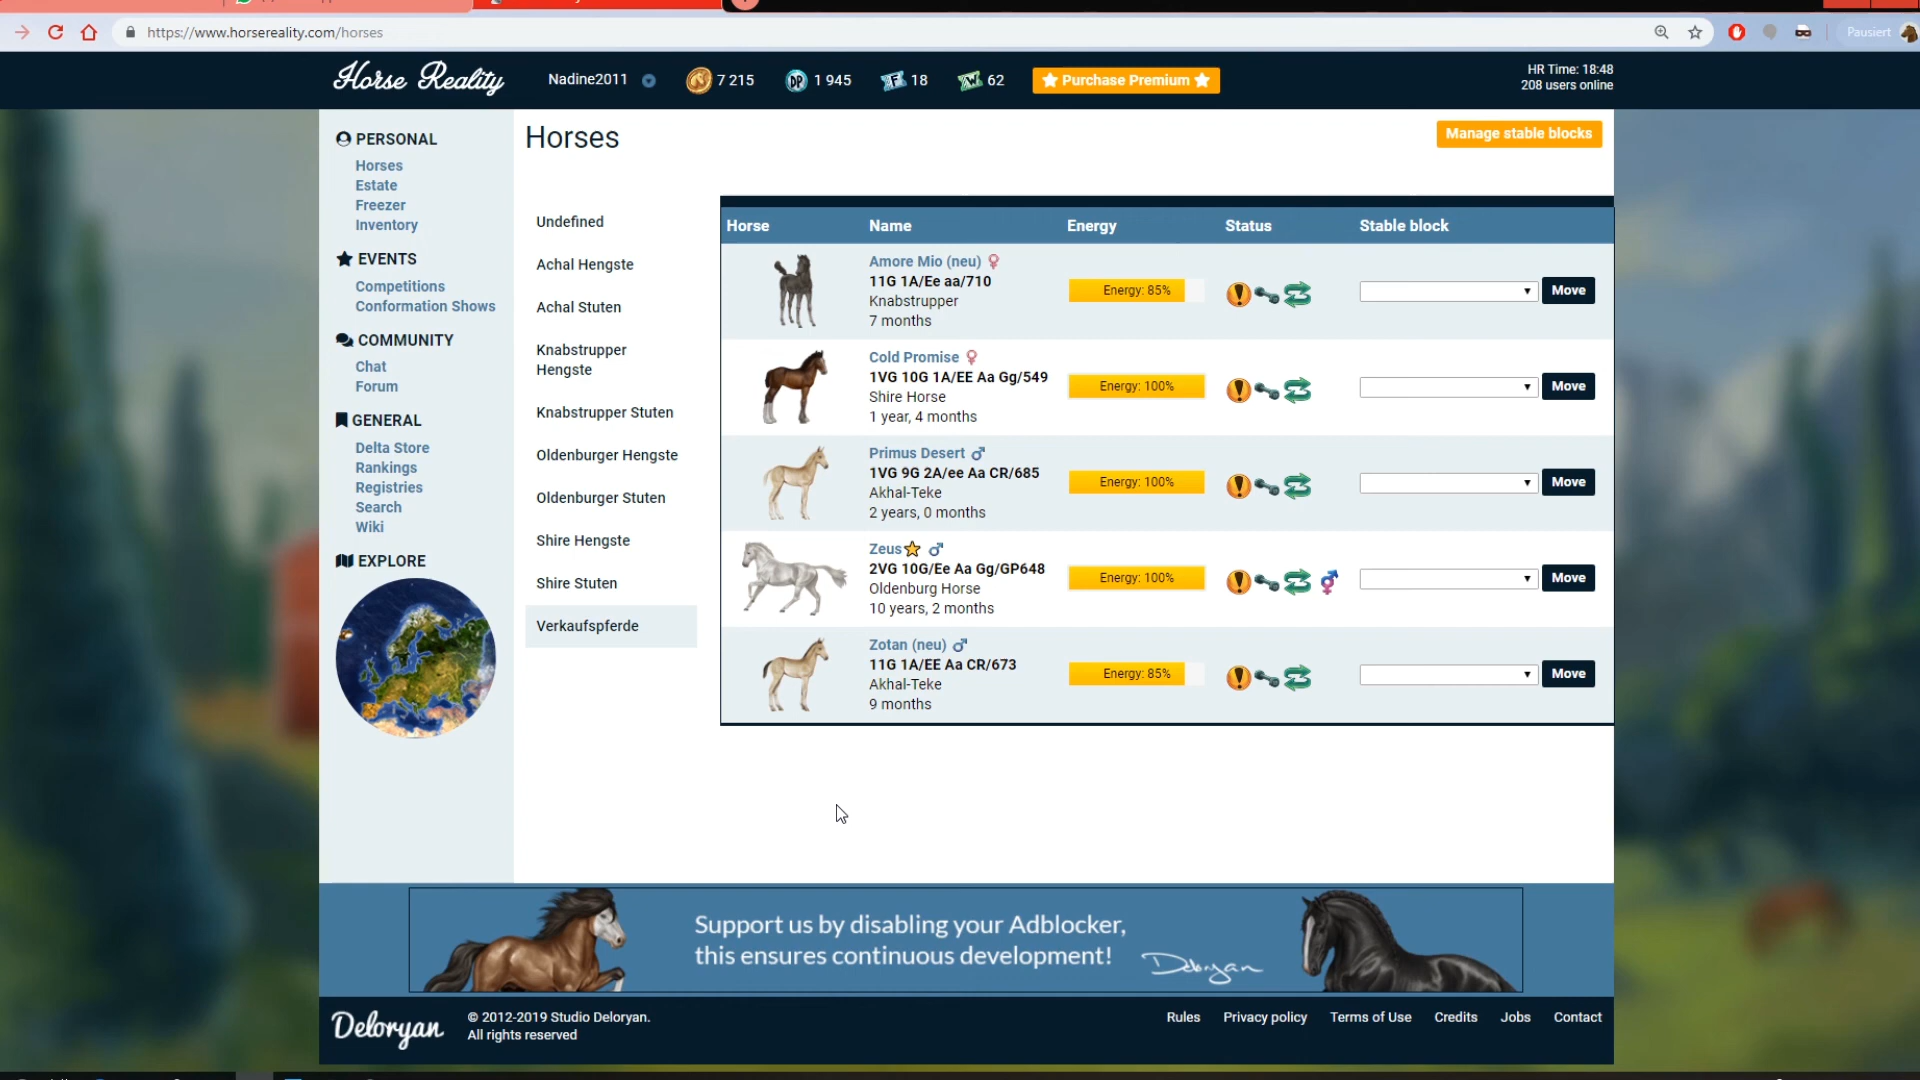 https://www.horsereality.com/horses
Pausiert
Horse Reality
Nadine2011
7 215
1 945
18
62
Purchase Premium
HR Time: 18:48
208 users online
PERSONAL
Horses
Estate
Freezer
Inventory
EVENTS
Competitions
Conformation Shows
COMMUNITY
Chat
Forum
GENERAL
Delta Store
Rankings
Registries
Search
Wiki
EXPLORE
Horses
Manage stable blocks
Undefined
Achal Hengste
Achal Stuten
Knabstrupper
Hengste
Knabstrupper Stuten
Oldenburger Hengste
Oldenburger Stuten
Shire Hengste
Shire Stuten
Verkaufspferde
Horse Name Energy Status Stable block
Amore Mio (neu)
11G 1A/Ee aa/710
Knabstrupper
7 months
Energy: 85%
Move
Cold Promise
1VG 10G 1A/EE Aa Gg/549
Shire Horse
1 year, 4 months
Energy: 100%
Move
Primus Desert
1VG 9G 2A/ee Aa CR/685
Akhal-Teke
2 years, 0 months
Energy: 100%
Move
Zeus
2VG 10G/Ee Aa Gg/GP648
Oldenburg Horse
10 years, 2 months
Energy: 100%
Move
Zotan (neu)
11G 1A/EE Aa CR/673
Akhal-Teke
9 months
Energy: 85%
Move
Support us by disabling your Adblocker,
this ensures continuous development!
Deloryan
Deloryan
© 2012-2019 Studio Deloryan.
All rights reserved
Rules Privacy policy Terms of Use Credits Jobs Contact